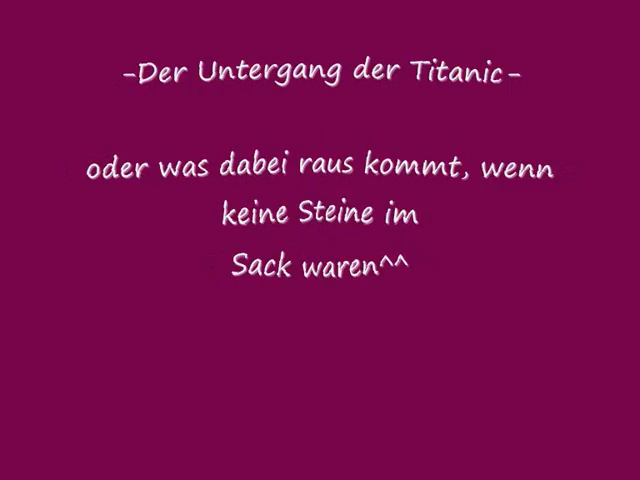 -Der Untergang der Titanic-
oder was dabei raus kommt, wenn
keine Steine im
Sack waren^^